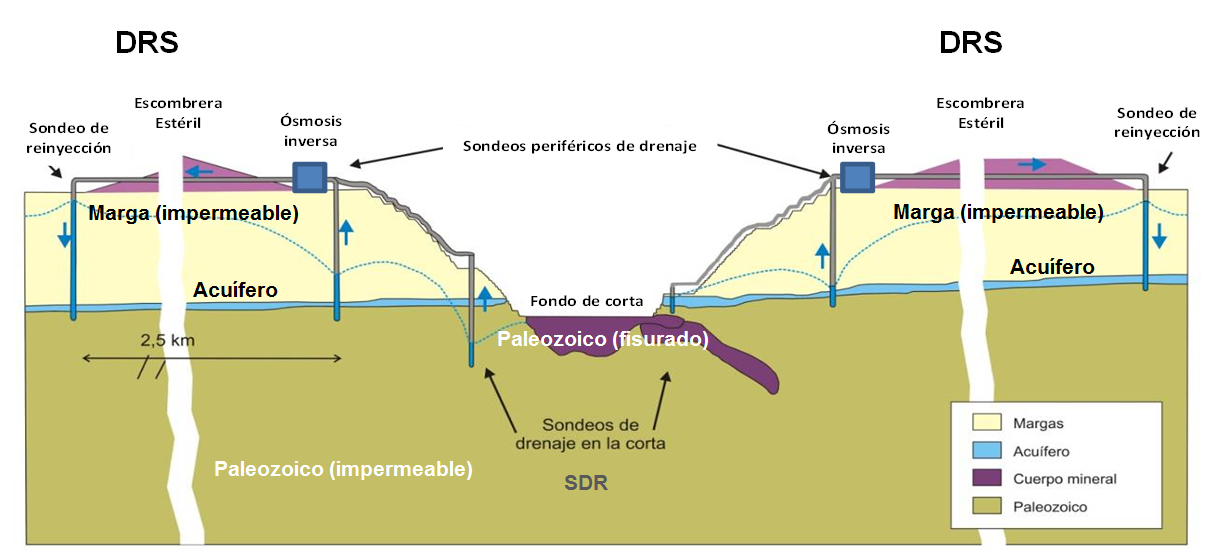 DRS
DRS
Escombrera
Estéril
Escombrera
Estéril
Sondeo de
reinyección
Ósmosis
inversa
Sondeos periféricos de drenaje
Ósmosis
inversa
Sondeo de
reinyección
Marga (impermeable)
Marga (impermeable)
Acuífero
Acuífero
Fondo de corta
2,5 km
Paleozoico (fisurado)
Sondeos de
drenaje en la corta
Paleozoico (impermeable)
SDR
Margas
Acuífero
Cuerpo mineral
Paleozoico